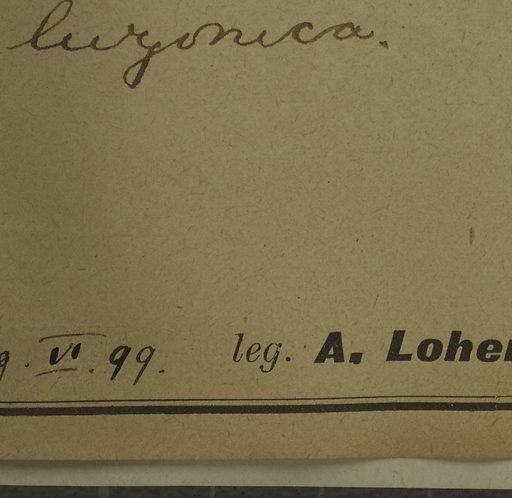 luzonica.
9. VI. 99. leg. A. Loher